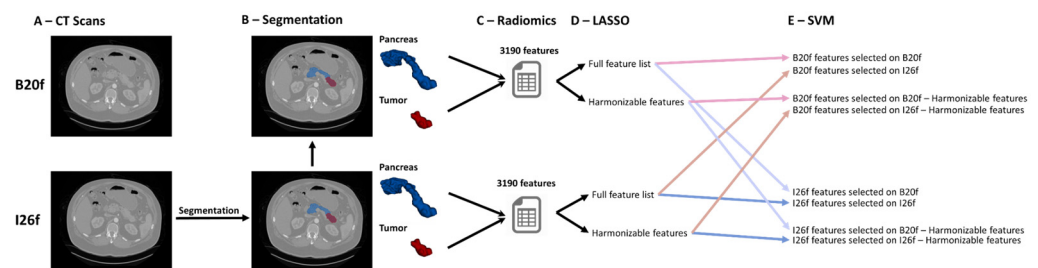 A – CT Scans
B – Segmentation
C – Radiomics
D – LASSO
E – SVM
B20f
Pancreas
Tumor
3190 features
Full feature list
Harmonizable features
B20f features selected on B20f
B20f features selected on I26f
B20f features selected on B20f – Harmonizable features
B20f features selected on I26f – Harmonizable features
I26f
Segmentation
Pancreas
Tumor
3190 features
Full feature list
Harmonizable features
I26f features selected on B20f
I26f features selected on I26f
I26f features selected on B20f – Harmonizable features
I26f features selected on I26f – Harmonizable features